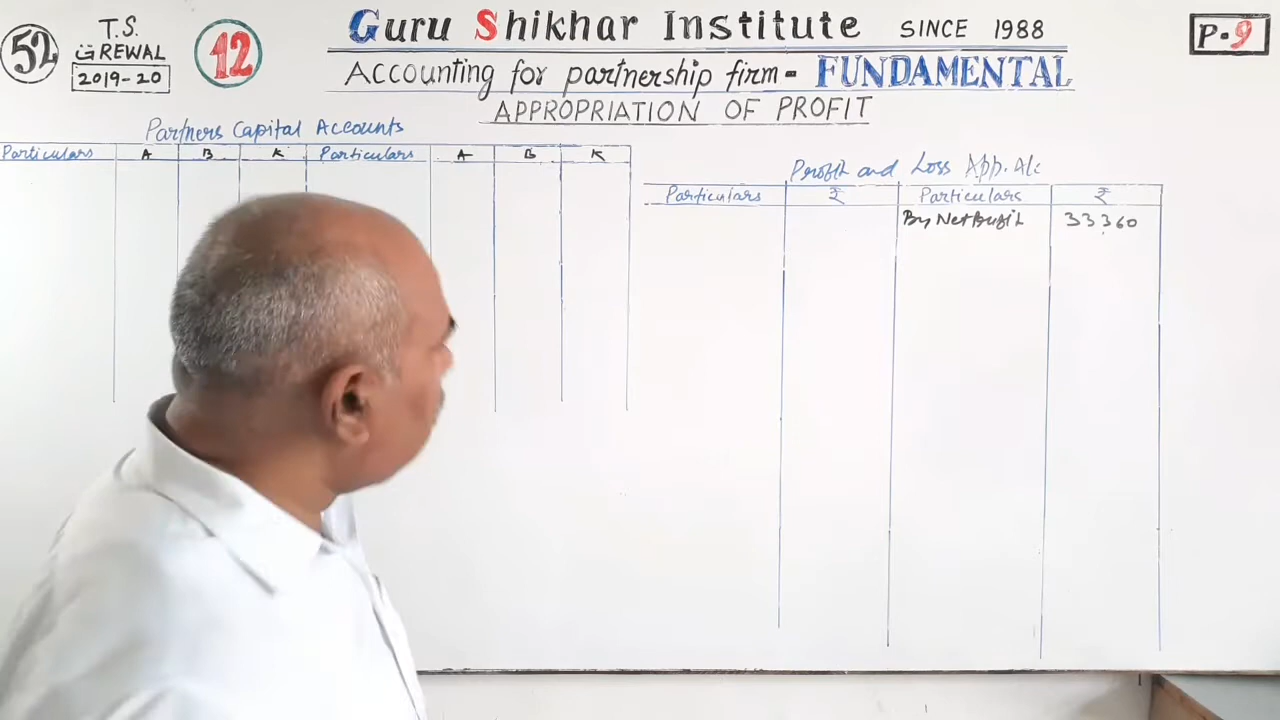 52
T.S.
GREWAL
2019-20
12
Guru Shikhar Institute SINCE 1988
P.9
Accounting for partnership firm - FUNDAMENTAL
APPROPRIATION OF PROFIT
Partners Capital Accounts
Particulars A B K Particulars A B K
Profit and Loss App. A/c
Particulars ₹ Particulars ₹
By Net Profit 33360